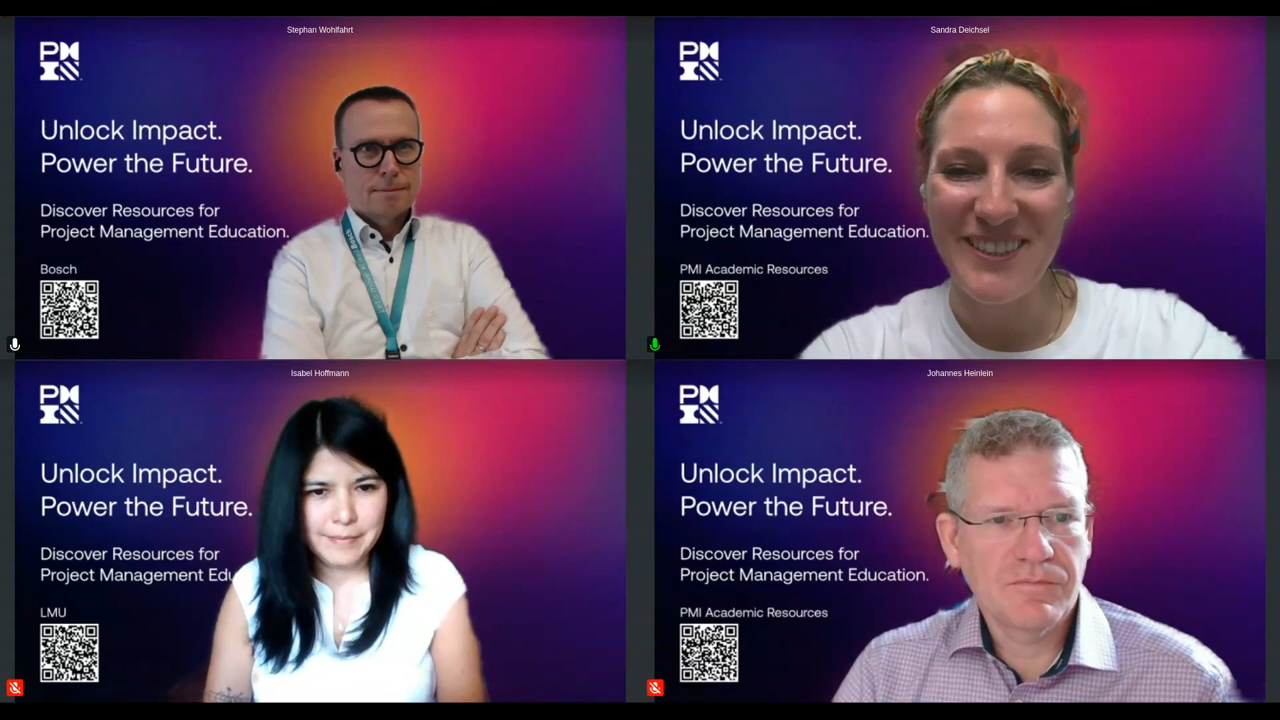 Stephan Wohlfahrt
PMI
Unlock Impact.
Power the Future.
Discover Resources for
Project Management Education.
Bosch
Sandra Deichsel
PMI
Unlock Impact.
Power the Future.
Discover Resources for
Project Management Education.
PMI Academic Resources
Isabel Hoffmann
PMI
Unlock Impact.
Power the Future.
Discover Resources for
Project Management Edu
LMU
Johannes Heinlein
PMI
Unlock Impact.
Power the Future.
Discover Resources for
Project Management Education.
PMI Academic Resources